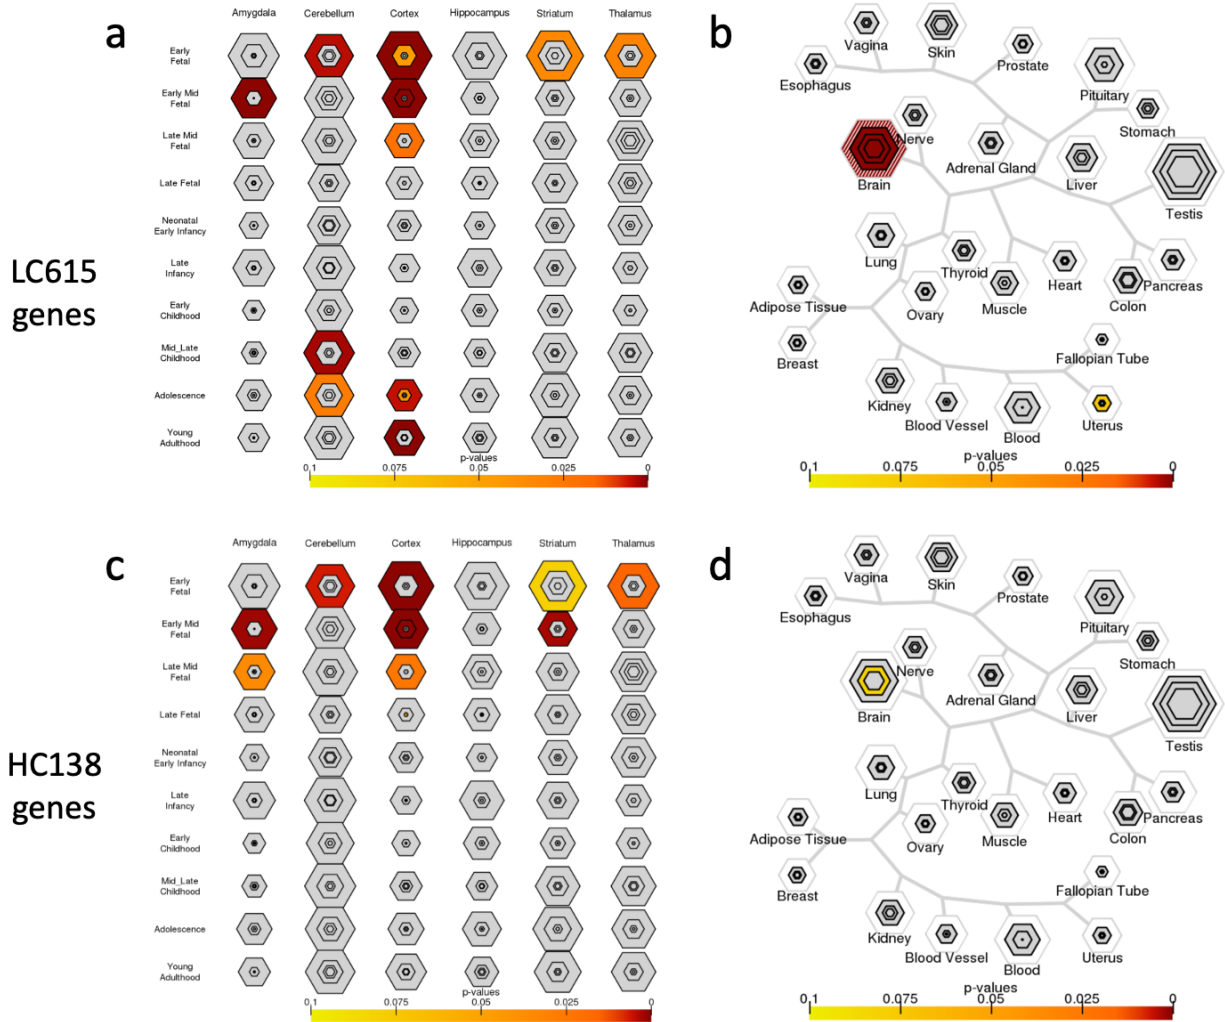 a
Amygdala Cerebellum Cortex Hippocampus Striatum Thalamus
Early
Fetal
Early Mid
Fetal
Late Mid
Fetal
Late Fetal
Neonatal
Early Infancy
Late
Infancy
Early
Childhood
Mid_Late
Childhood
Adolescence
Young
Adulthood
p-values
0.1 0.075 0.05 0.025 0
LC615
genes
b
Vagina
Skin
Prostate
Esophagus
Pituitary
Stomach
Nerve
Adrenal Gland
Liver
Brain
Testis
Lung
Thyroid
Heart
Pancreas
Adipose Tissue
Ovary
Muscle
Colon
Breast
Fallopian Tube
Kidney
Blood Vessel
Blood
Uterus
p-values
0.1 0.075 0.05 0.025 0
c
Amygdala Cerebellum Cortex Hippocampus Striatum Thalamus
Early
Fetal
Early Mid
Fetal
Late Mid
Fetal
Late Fetal
Neonatal
Early Infancy
Late
Infancy
Early
Childhood
Mid_Late
Childhood
Adolescence
Young
Adulthood
p-values
0.1 0.075 0.05 0.025 0
HC138
genes
d
Vagina
Skin
Prostate
Esophagus
Pituitary
Stomach
Nerve
Adrenal Gland
Liver
Brain
Testis
Lung
Thyroid
Heart
Pancreas
Adipose Tissue
Ovary
Muscle
Colon
Breast
Fallopian Tube
Kidney
Blood Vessel
Blood
Uterus
p-values
0.1 0.075 0.05 0.025 0